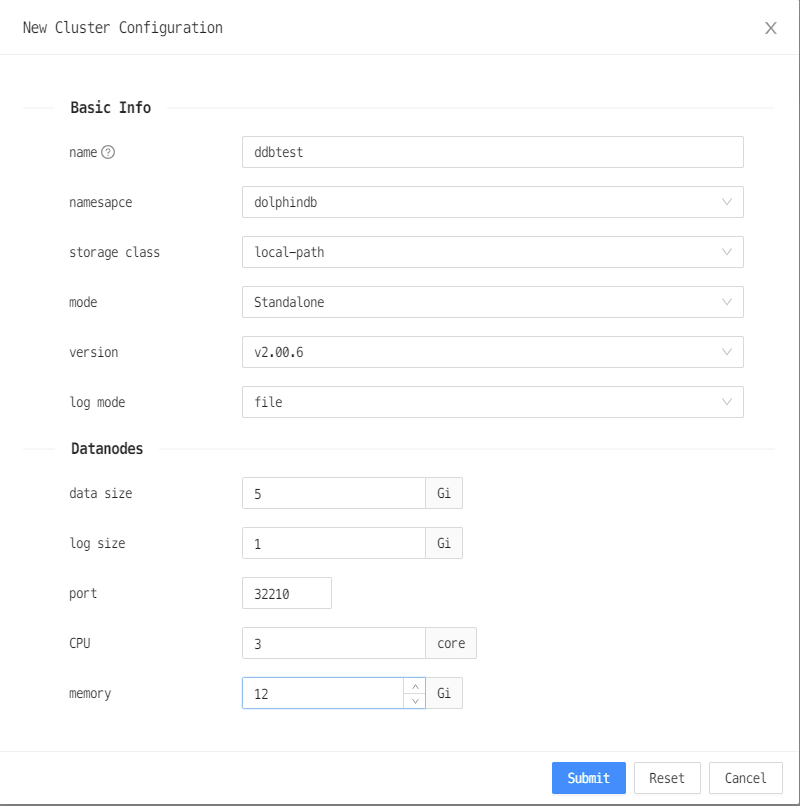 New Cluster Configuration
Basic Info
name ?
ddbtest
namesapce
dolphindb
storage class
local-path
mode
Standalone
version
v2.00.6
log mode
file
Datanodes
data size
5 Gi
log size
1 Gi
port
32210
CPU
3 core
memory
12 Gi
Submit Reset Cancel